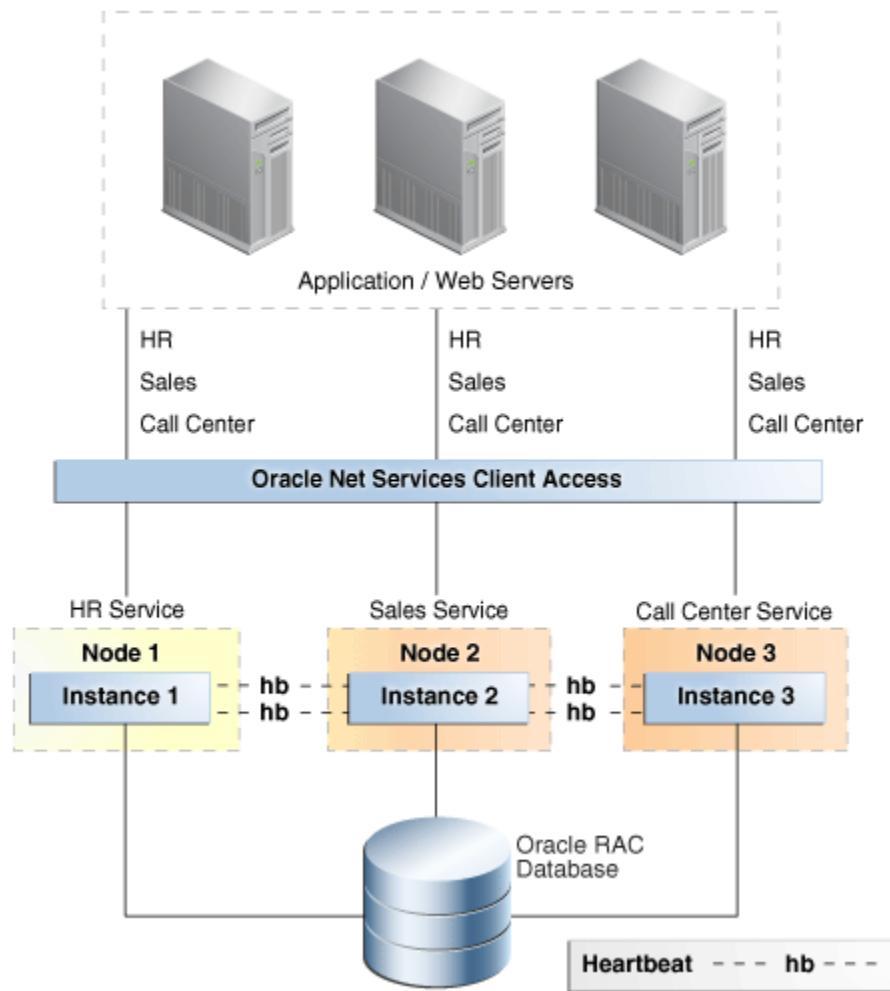 Application / Web Servers
HR
Sales
Call Center
HR
Sales
Call Center
HR
Sales
Call Center
Oracle Net Services Client Access
HR Service
Sales Service
Call Center Service
Node 1
Node 2
Node 3
Instance 1
hb
hb
Instance 2
hb
hb
Instance 3
Oracle RAC
Database
Heartbeat - - - hb - - -